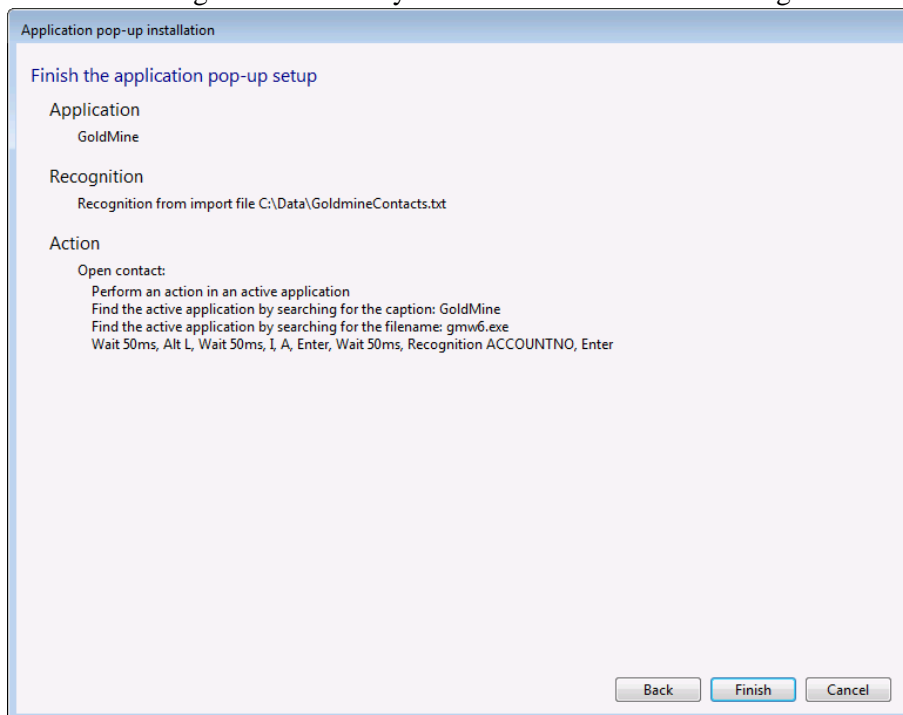 Application pop-up installation
Finish the application pop-up setup
Application
GoldMine
Recognition
Recognition from import file C:\Data\GoldmineContacts.txt
Action
Open contact:
Perform an action in an active application
Find the active application by searching for the caption: GoldMine
Find the active application by searching for the filename: gmw6.exe
Wait 50ms, Alt L, Wait 50ms, I, A, Enter, Wait 50ms, Recognition ACCOUNTNO, Enter
Back Finish Cancel